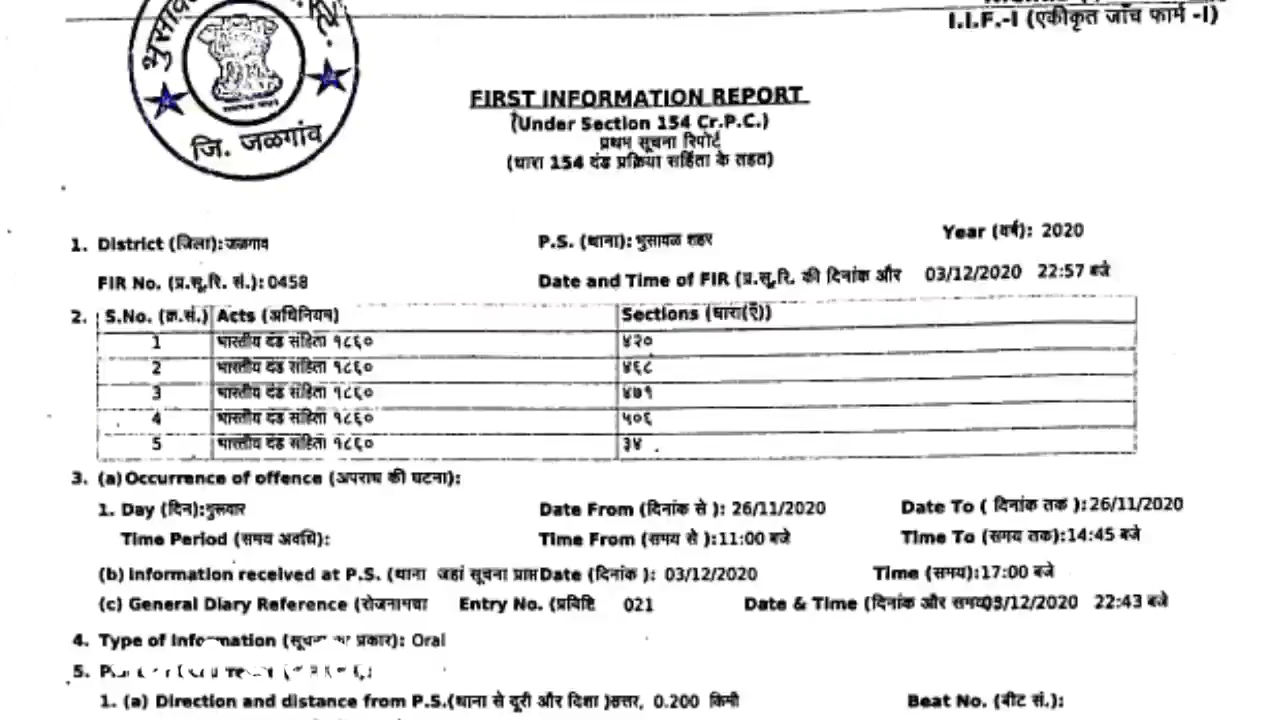 I.I.F.-I (एकीकृत जाँच फार्म -I)
जि. जळगांव
FIRST INFORMATION REPORT
(Under Section 154 Cr.P.C.)
प्रथम सूचना रिपोर्ट
(धारा 154 दंड प्रक्रिया सहिंता के तहत)
1. District (जिला): जळगाव P.S. (थाना): भुसावळ शहर Year (वर्ष): 2020
FIR No. (प्र.सू.रि. सं.): 0458 Date and Time of FIR (प्र.सू.रि. की दिनांक और 03/12/2020 22:57 बजे
2. S.No. (क्र.सं.) Acts (अधिनियम) Sections (धारा(एँ))
1 भारतीय दंड संहिता १८६० ४२०
2 भारतीय दंड संहिता १८६० ४६८
3 भारतीय दंड संहिता १८६० ४७१
4 भारतीय दंड संहिता १८६० ५०६
5 भारतीय दंड संहिता १८६० ३४
3. (a) Occurrence of offence (अपराध की घटना):
1. Day (दिन): गुरुवार Date From (दिनांक से ): 26/11/2020 Date To ( दिनांक तक ): 26/11/2020
Time Period (समय अवधि): Time From (समय से ): 11:00 बजे Time To (समय तक): 14:45 बजे
(b) Information received at P.S. (थाना जहां सूचना प्राप्त Date (दिनांक ): 03/12/2020 Time (समय): 17:00 बजे
(c) General Diary Reference (रोजनामचा Entry No. (प्रविष्टि 021 Date & Time (दिनांक और समय 03/12/2020 22:43 बजे
4. Type of Information (सूचना का प्रकार): Oral
5.
1. (a) Direction and distance from P.S.(थाना से दूरी और दिशा ) उत्तर, 0.200 किमी Beat No. (बीट सं.):